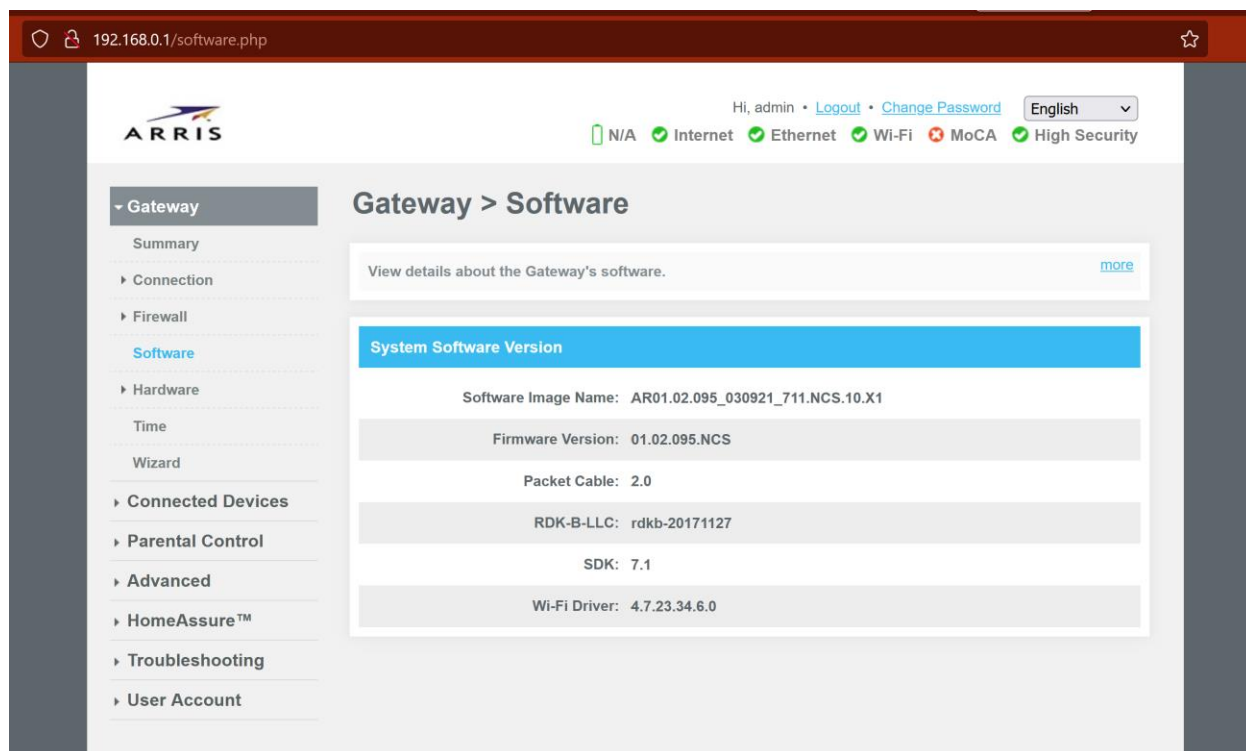 192.168.0.1/software.php
ARRIS
Hi, admin • Logout • Change Password English
N/A Internet Ethernet Wi-Fi MoCA High Security
Gateway
Summary
Connection
Firewall
Software
Hardware
Time
Wizard
Connected Devices
Parental Control
Advanced
HomeAssure™
Troubleshooting
User Account
Gateway > Software
View details about the Gateway's software. more
System Software Version
Software Image Name: AR01.02.095_030921_711.NCS.10.X1
Firmware Version: 01.02.095.NCS
Packet Cable: 2.0
RDK-B-LLC: rdkb-20171127
SDK: 7.1
Wi-Fi Driver: 4.7.23.34.6.0